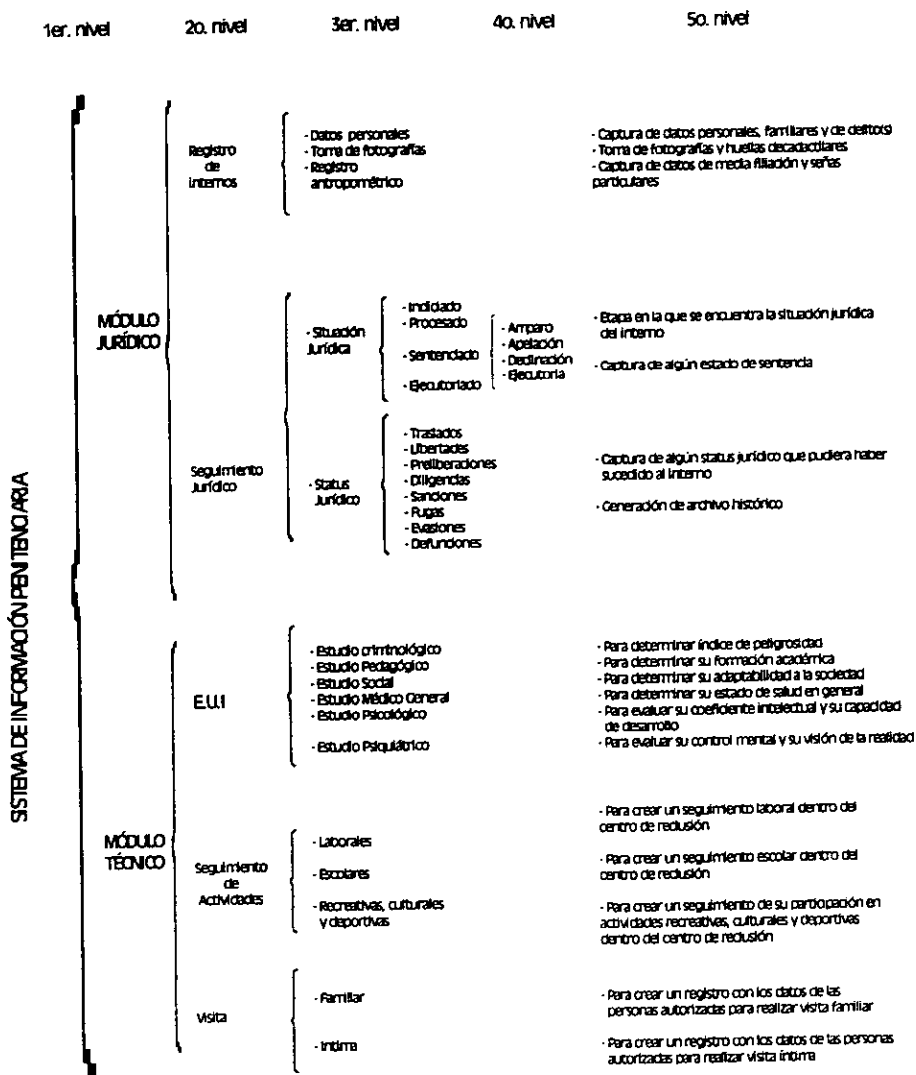 1er. nivel 2o. nivel 3er. nivel 4o. nivel 5o. nivel
SISTEMA DE INFORMACIÓN PENITENCIARIA
MÓDULO
JURÍDICO
Registro
de
Internos
- Datos personales
- Toma de fotografías
- Registro
antropométrico
- Captura de datos personales, familiares y de delito(s)
- Toma de fotografías y huellas decadactilares
- Captura de datos de media filiación y señas
particulares
Seguimiento
Jurídico
- Situación
Jurídica
- Indiciado
- Procesado
- Sentenciado
- Ejecutoriado
- Amparo
- Apelación
- Declinación
- Ejecutoria
- Etapa en la que se encuentra la situación jurídica
del interno
- Captura de algún estado de sentencia
- Status
Jurídico
- Traslados
- Libertades
- Preliberaciones
- Diligencias
- Sanciones
- Fugas
- Evasiones
- Defunciones
- Captura de algún status jurídico que pudiera haber
sucedido al interno
- Generación de archivo histórico
MÓDULO
TÉCNICO
E.U.I
- Estudio criminológico
- Estudio Pedagógico
- Estudio Social
- Estudio Médico General
- Estudio Psicológico
- Estudio Psiquiátrico
- Para determinar índice de peligrosidad
- Para determinar su formación académica
- Para determinar su adaptabilidad a la sociedad
- Para determinar su estado de salud en general
- Para evaluar su coeficiente intelectual y su capacidad
de desarrollo
- Para evaluar su control mental y su visión de la realidad
Seguimiento
de
Actividades
- Laborales
- Escolares
- Recreativas, culturales
y deportivas
- Para crear un seguimiento laboral dentro del
centro de reclusión
- Para crear un seguimiento escolar dentro del
centro de reclusión
- Para crear un seguimiento de su participación en
actividades recreativas, culturales y deportivas
dentro del centro de reclusión
Visita
- Familiar
- Intima
- Para crear un registro con los datos de las
personas autorizadas para realizar visita familiar
- Para crear un registro con los datos de las personas
autorizadas para realizar visita íntima